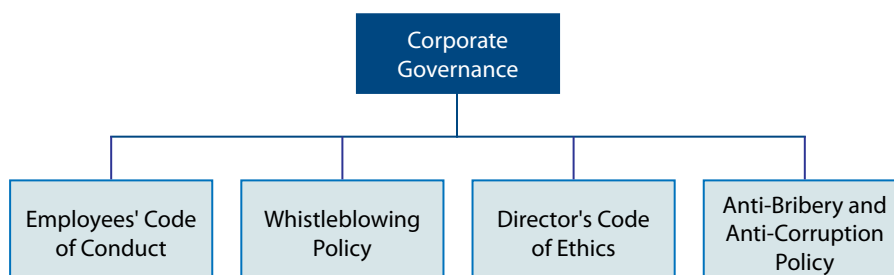 Corporate
Governance
Employees' Code
of Conduct
Whistleblowing
Policy
Director's Code
of Ethics
Anti-Bribery and
Anti-Corruption
Policy